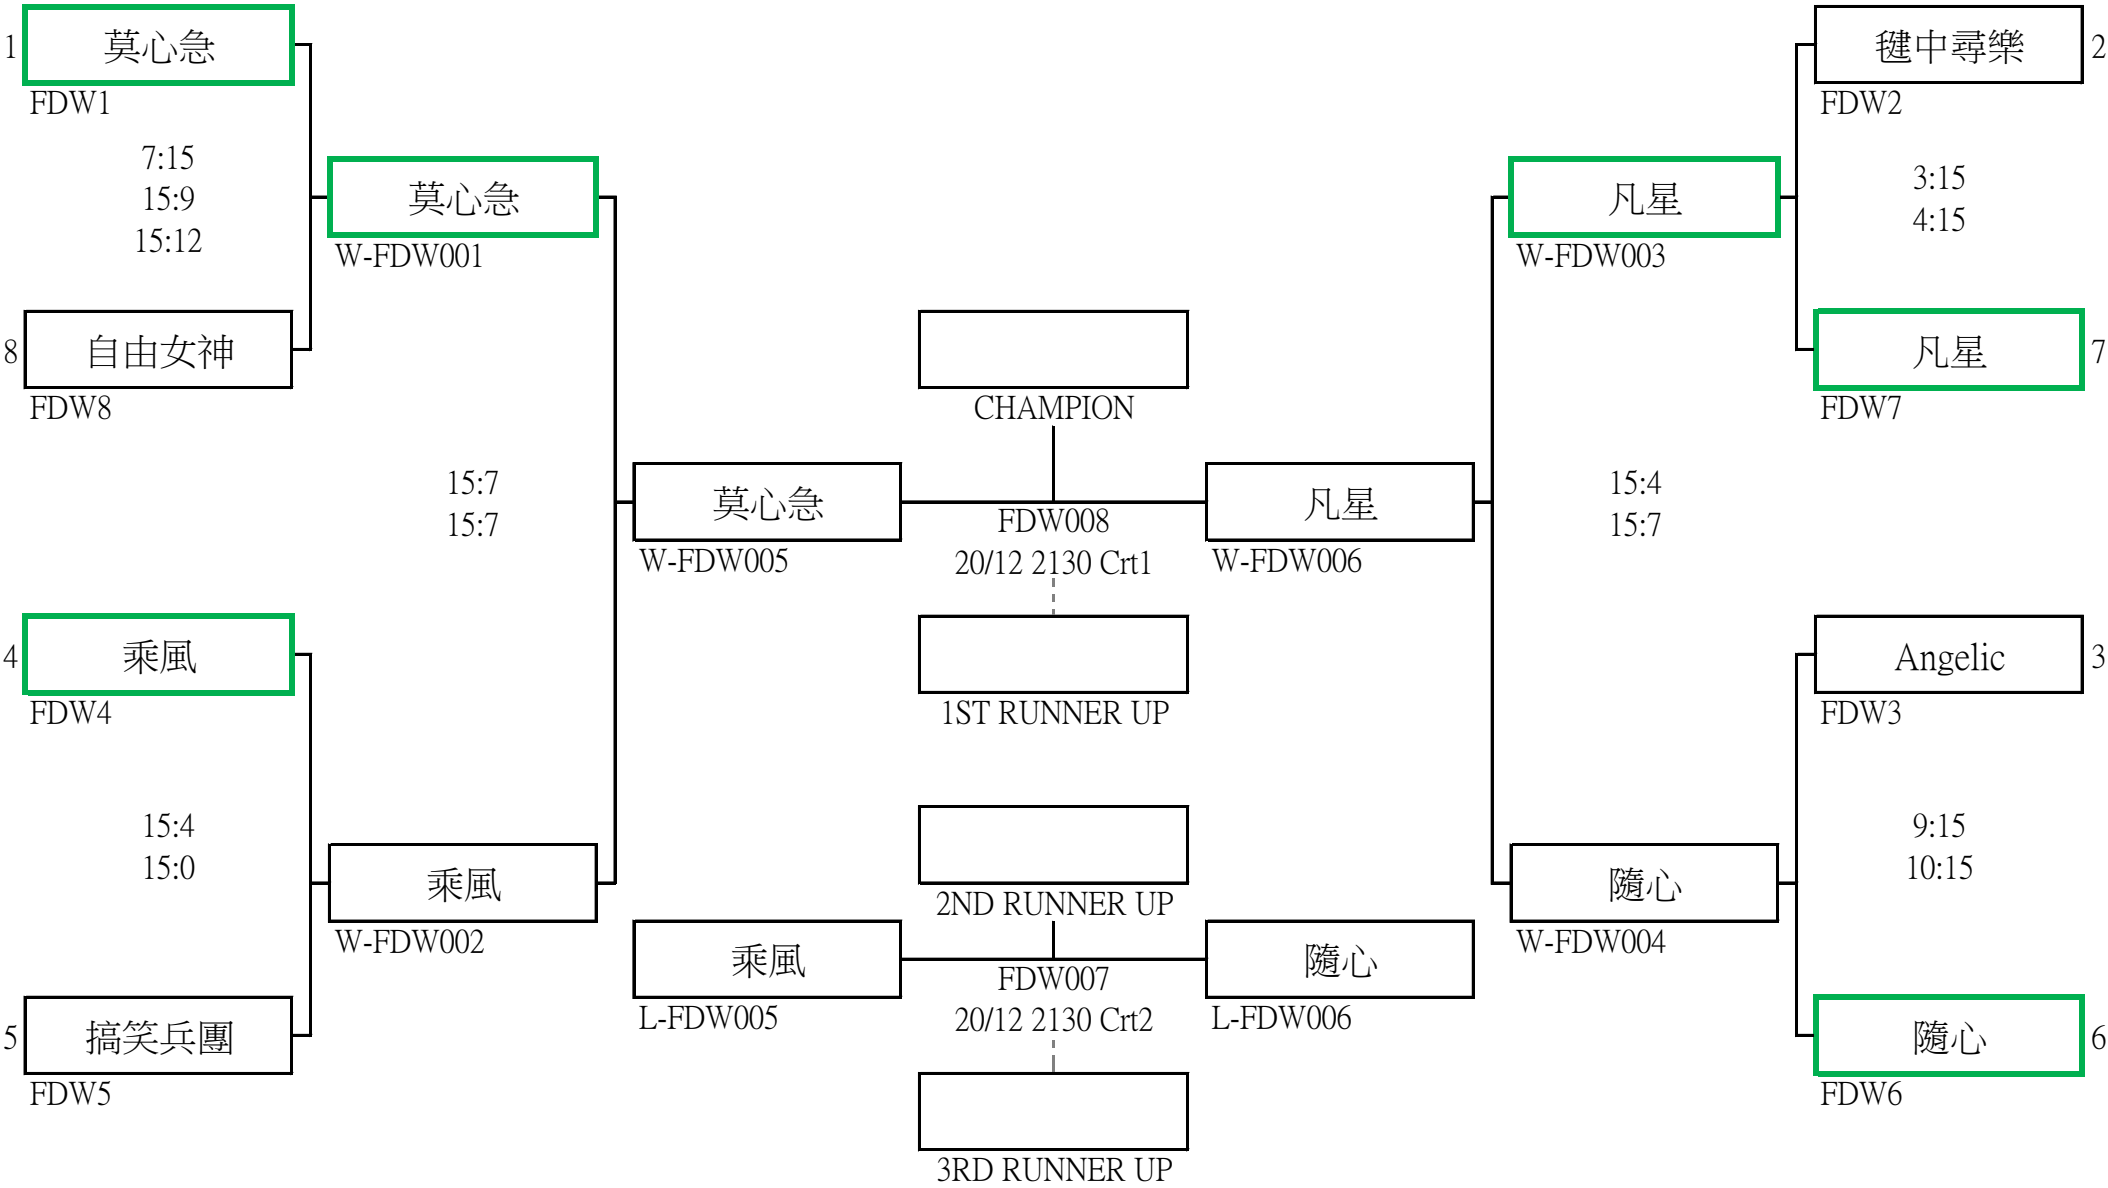 1
莫心急
FDW1
7:15
15:9
15:12
8
自由女神
FDW8
莫心急
W-FDW001
15:7
15:7
4
乘風
FDW4
15:4
15:0
5
搞笑兵團
FDW5
乘風
W-FDW002
莫心急
W-FDW005
CHAMPION
FDW008
20/12 2130 Crt1
1ST RUNNER UP
凡星
W-FDW006
2ND RUNNER UP
乘風
L-FDW005
FDW007
20/12 2130 Crt2
隨心
L-FDW006
3RD RUNNER UP
凡星
W-FDW003
15:4
15:7
隨心
W-FDW004
毽中尋樂
2
FDW2
3:15
4:15
凡星
7
FDW7
Angelic
3
FDW3
9:15
10:15
隨心
6
FDW6